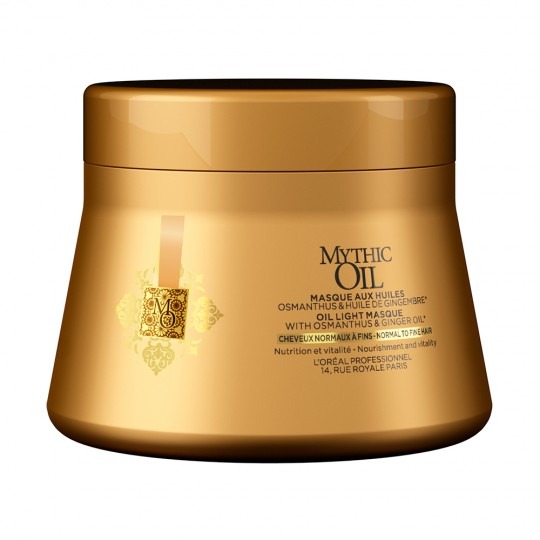 MO
MYTHIC
OIL
MASQUE AUX HUILES
OSMANTHUS & HUILE DE GINGEMBRE*
OIL LIGHT MASQUE
WITH OSMANTHUS & GINGER OIL*
CHEVEUX NORMAUX À FINS - NORMAL TO FINE HAIR
Nutrition et vitalité - Nourishment and vitality
L'ORÉAL PROFESSIONNEL
14, RUE ROYALE PARIS